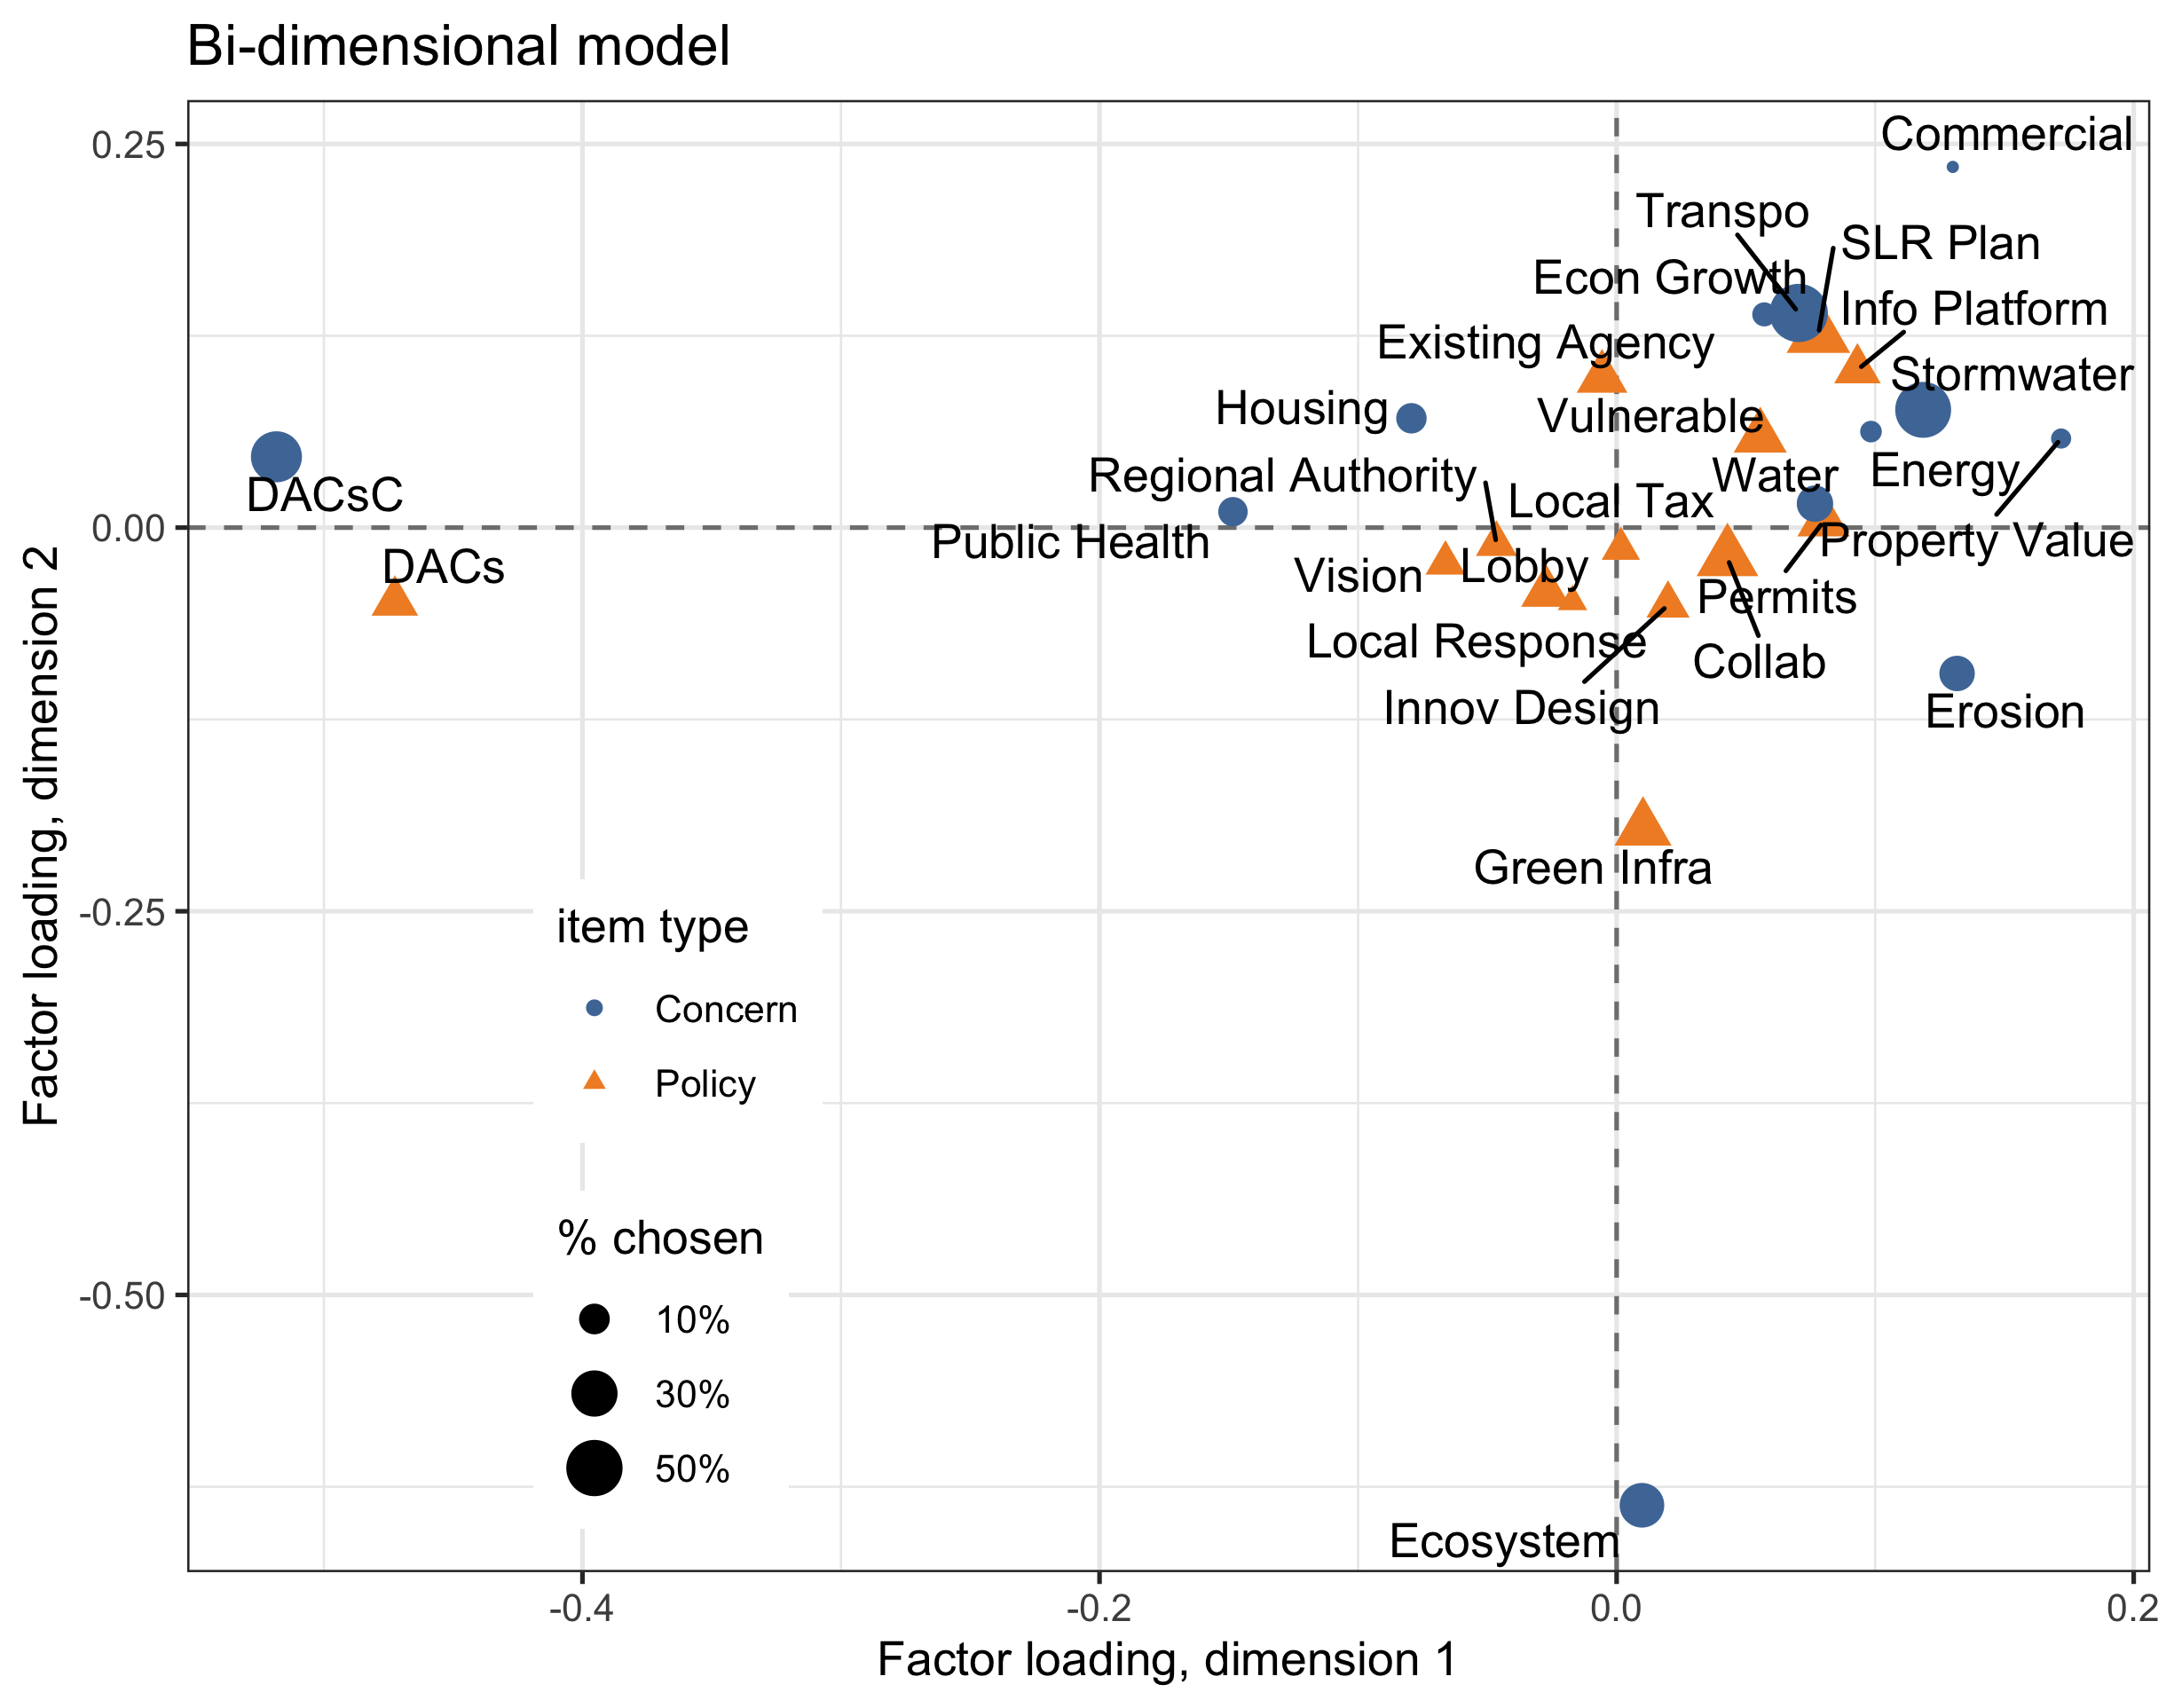 Bi-dimensional model
Factor loading, dimension 2
0.25
0.00
-0.25
-0.50
Commercial
Transpo
SLR Plan
Econ Growth
Info Platform
Existing Agency
Stormwater
Housing
Vulnerable
Regional Authority
Water
Energy
DACsC
Local Tax
Public Health
Property Value
DACs
Vision
Lobby
Permits
Local Response
Collab
Innov Design
Erosion
Green Infra
item type
Concern
Policy
% chosen
10%
30%
50%
Ecosystem
-0.4
-0.2
0.0
0.2
Factor loading, dimension 1